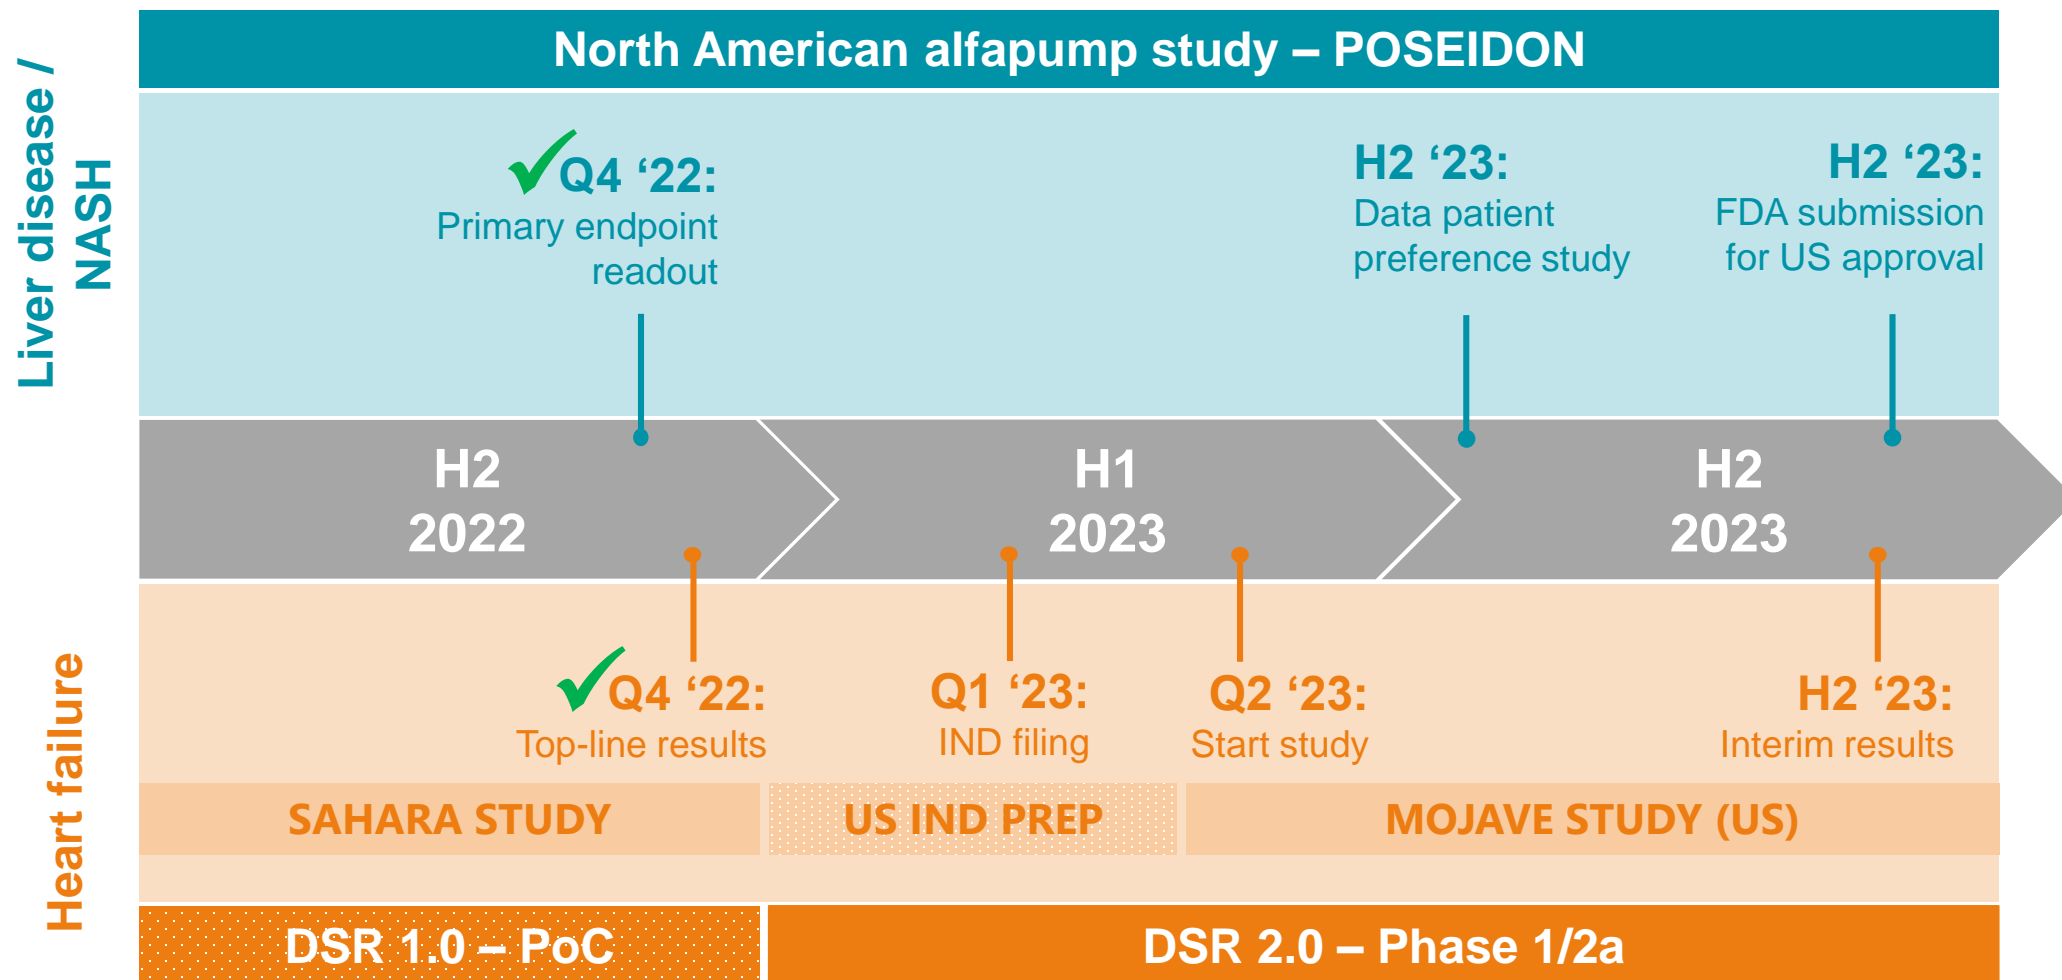 North American alfapump study – POSEIDON
Liver disease /
NASH
Q4 ‘22:
Primary endpoint
readout
H2 ‘23:
Data patient
preference study
H2 ‘23:
FDA submission
for US approval
H2
2022
H1
2023
H2
2023
Heart failure
Q4 ‘22:
Top-line results
Q1 ‘23:
IND filing
Q2 ‘23:
Start study
H2 ‘23:
Interim results
SAHARA STUDY
US IND PREP
MOJAVE STUDY (US)
DSR 1.0 – PoC
DSR 2.0 – Phase 1/2a